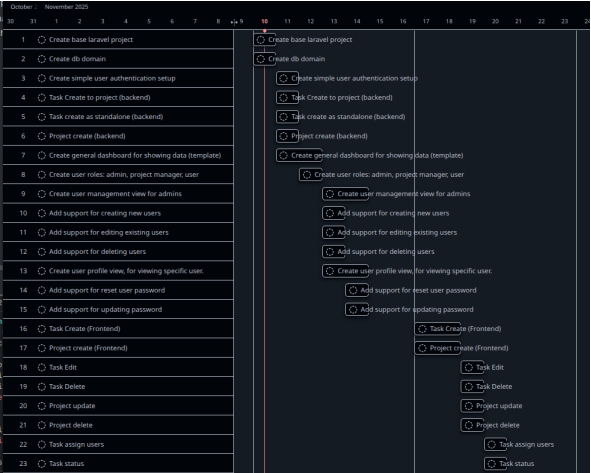 October 2 November 2025
30 31 1 2 3 4 5 6 7 8 9 10 11 12 13 14 15 16 17 18 19 20 21 22 23
1 Create base laravel project Create base laravel project
2 Create db domain Create db domain
3 Create simple user authentication setup Create simple user authentication setup
4 Task Create to project (backend) Task Create to project (backend)
5 Task create as standalone (backend) Task create as standalone (backend)
6 Project create (backend) Project create (backend)
7 Create general dashboard for showing data (template) Create general dashboard for showing data (template)
8 Create user roles: admin, project manager, user Create user roles: admin, project manager, user
9 Create user management view for admins Create user management view for admins
10 Add support for creating new users Add support for creating new users
11 Add support for editing existing users Add support for editing existing users
12 Add support for deleting users Add support for deleting users
13 Create user profile view, for viewing specific user. Create user profile view, for viewing specific user.
14 Add support for reset user password Add support for reset user password
15 Add support for updating password Add support for updating password
16 Task Create (Frontend) Task Create (Frontend)
17 Project create (Frontend) Project create (Frontend)
18 Task Edit Task Edit
19 Task Delete Task Delete
20 Project update Project update
21 Project delete Project delete
22 Task assign users Task assign users
23 Task status Task status